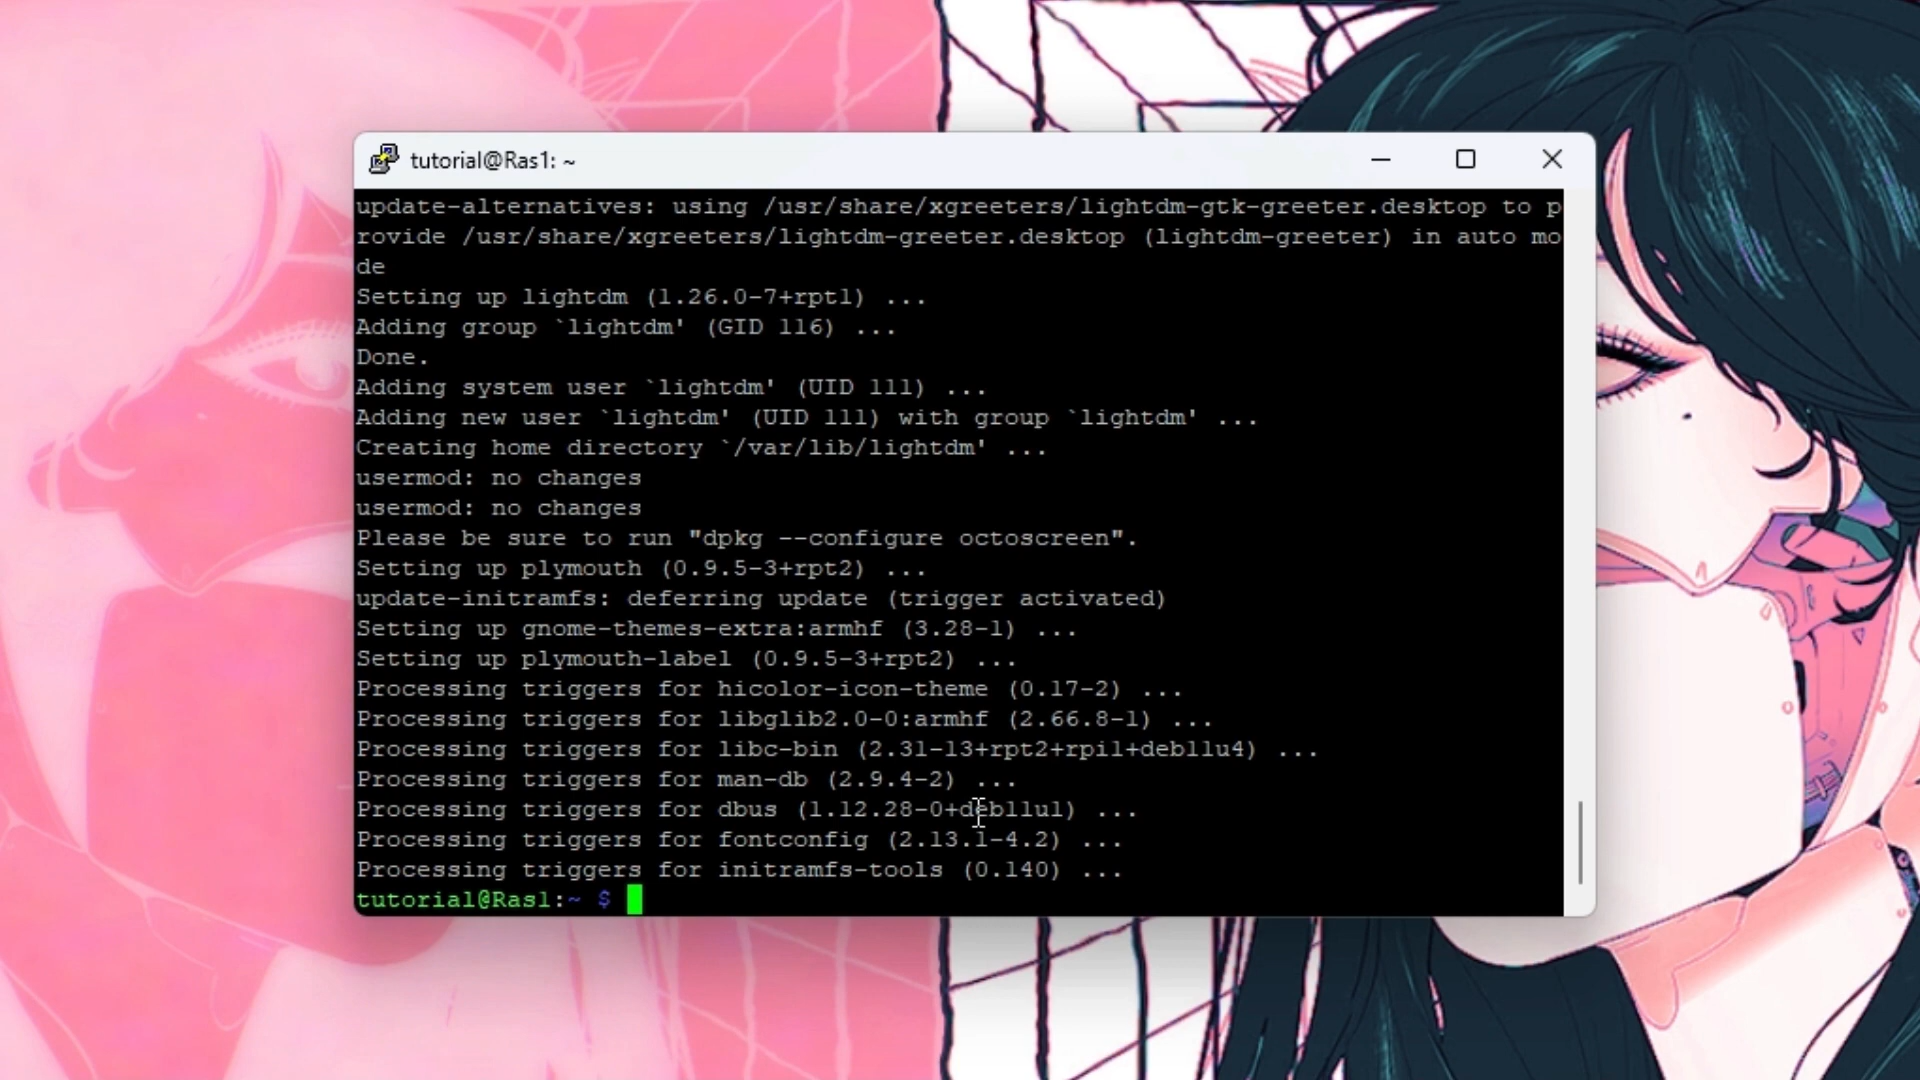 tutorial@Ras1: ~
update-alternatives: using /usr/share/xgreeters/lightdm-gtk-greeter.desktop to p
rovide /usr/share/xgreeters/lightdm-greeter.desktop (lightdm-greeter) in auto mo
de
Setting up lightdm (1.26.0-7+rpt1) ...
Adding group `lightdm' (GID 116) ...
Done.
Adding system user `lightdm' (UID 111) ...
Adding new user `lightdm' (UID 111) with group `lightdm' ...
Creating home directory `/var/lib/lightdm' ...
usermod: no changes
usermod: no changes
Please be sure to run "dpkg --configure octoscreen".
Setting up plymouth (0.9.5-3+rpt2) ...
update-initramfs: deferring update (trigger activated)
Setting up gnome-themes-extra:armhf (3.28-1) ...
Setting up plymouth-label (0.9.5-3+rpt2) ...
Processing triggers for hicolor-icon-theme (0.17-2) ...
Processing triggers for libglib2.0-0:armhf (2.66.8-1) ...
Processing triggers for libc-bin (2.31-13+rpt2+rpi1+deb11u4) ...
Processing triggers for man-db (2.9.4-2) ...
Processing triggers for dbus (1.12.28-0+deb11u1) ...
Processing triggers for fontconfig (2.13.1-4.2) ...
Processing triggers for initramfs-tools (0.140) ...
tutorial@Ras1:~ $